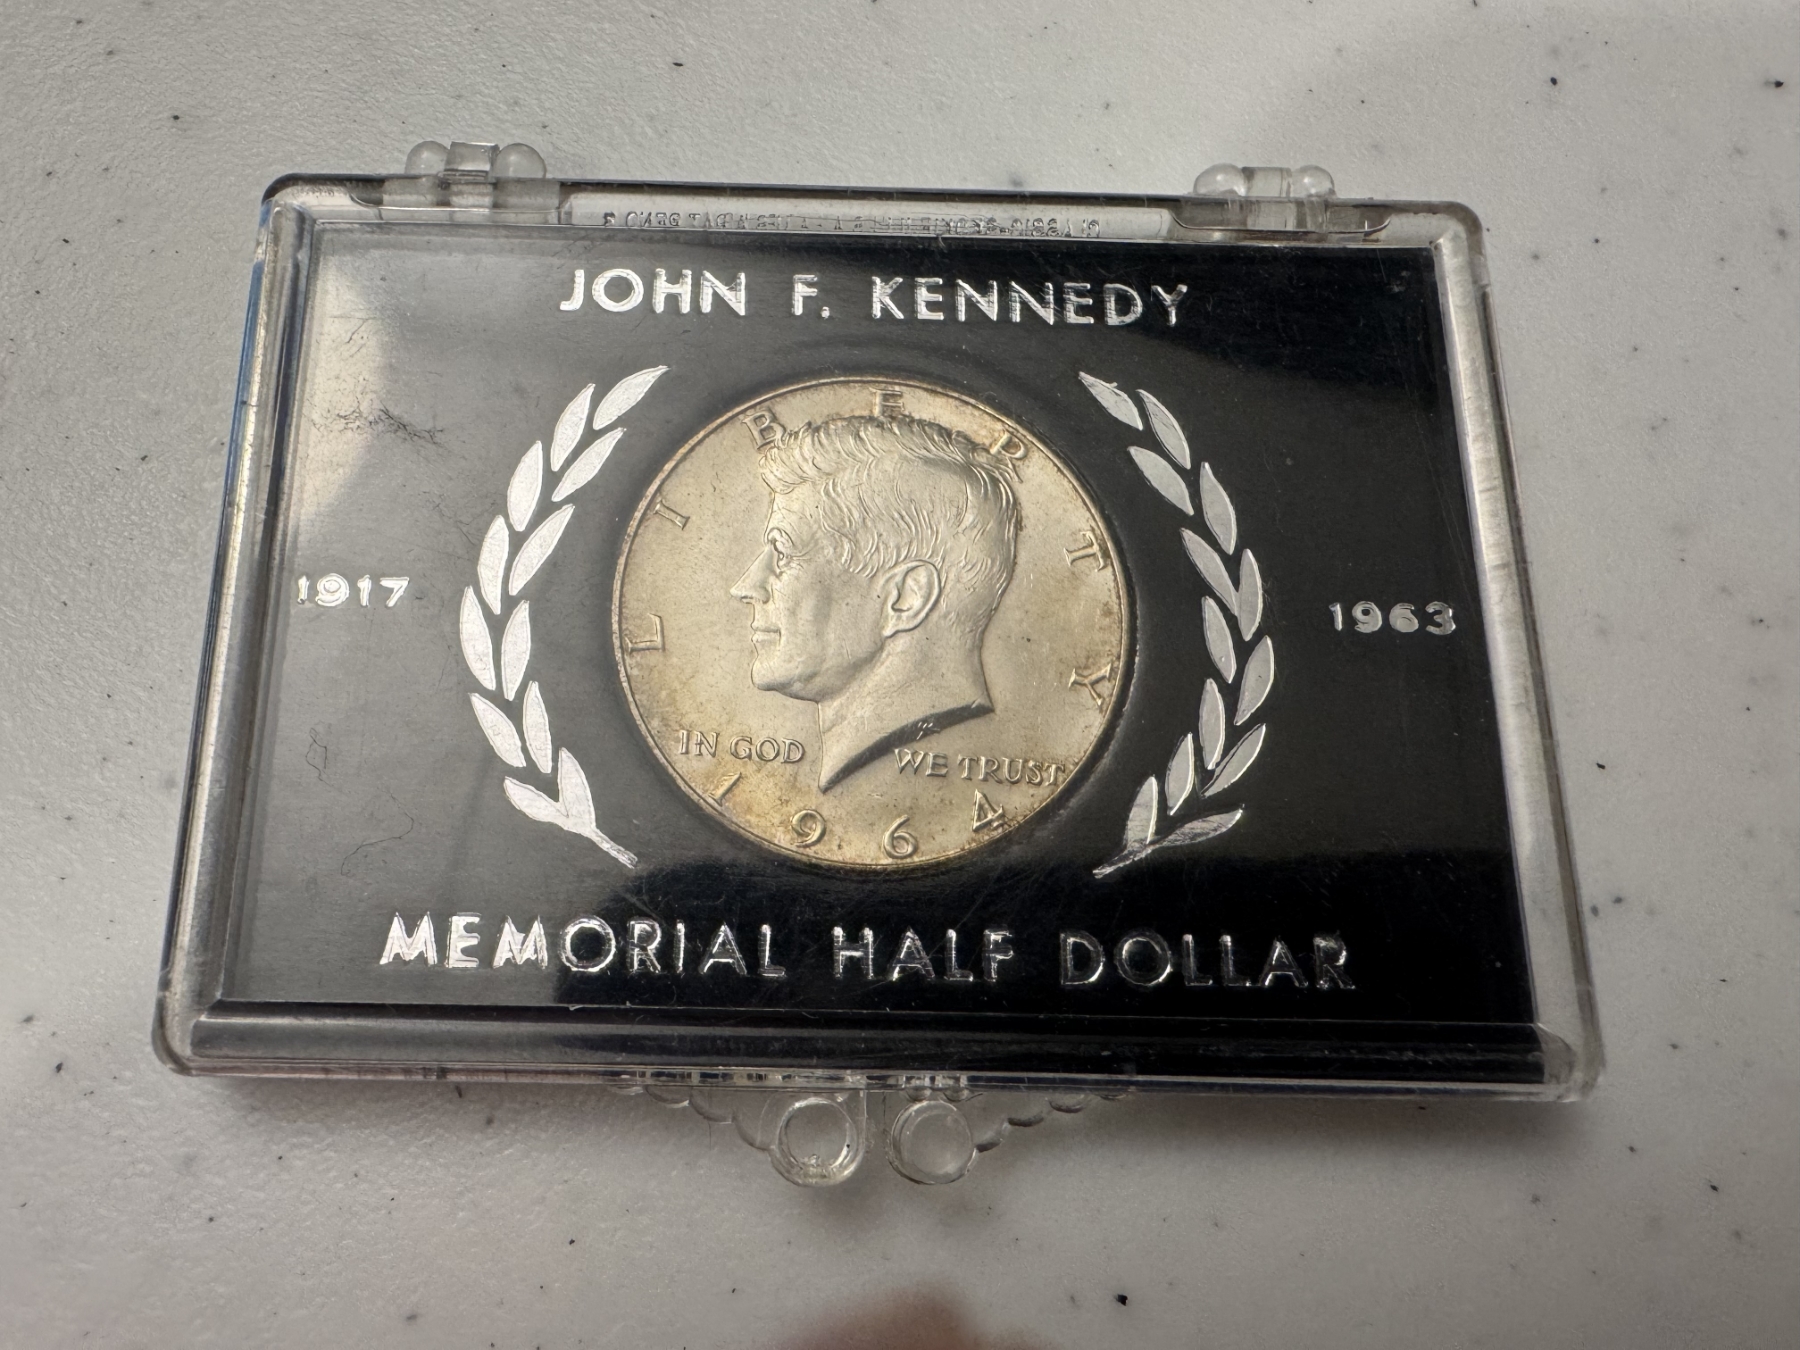 JOHN F. KENNEDY
LIBERTY
1917
1963
IN GOD WE TRUST
1964
MEMORIAL HALF DOLLAR